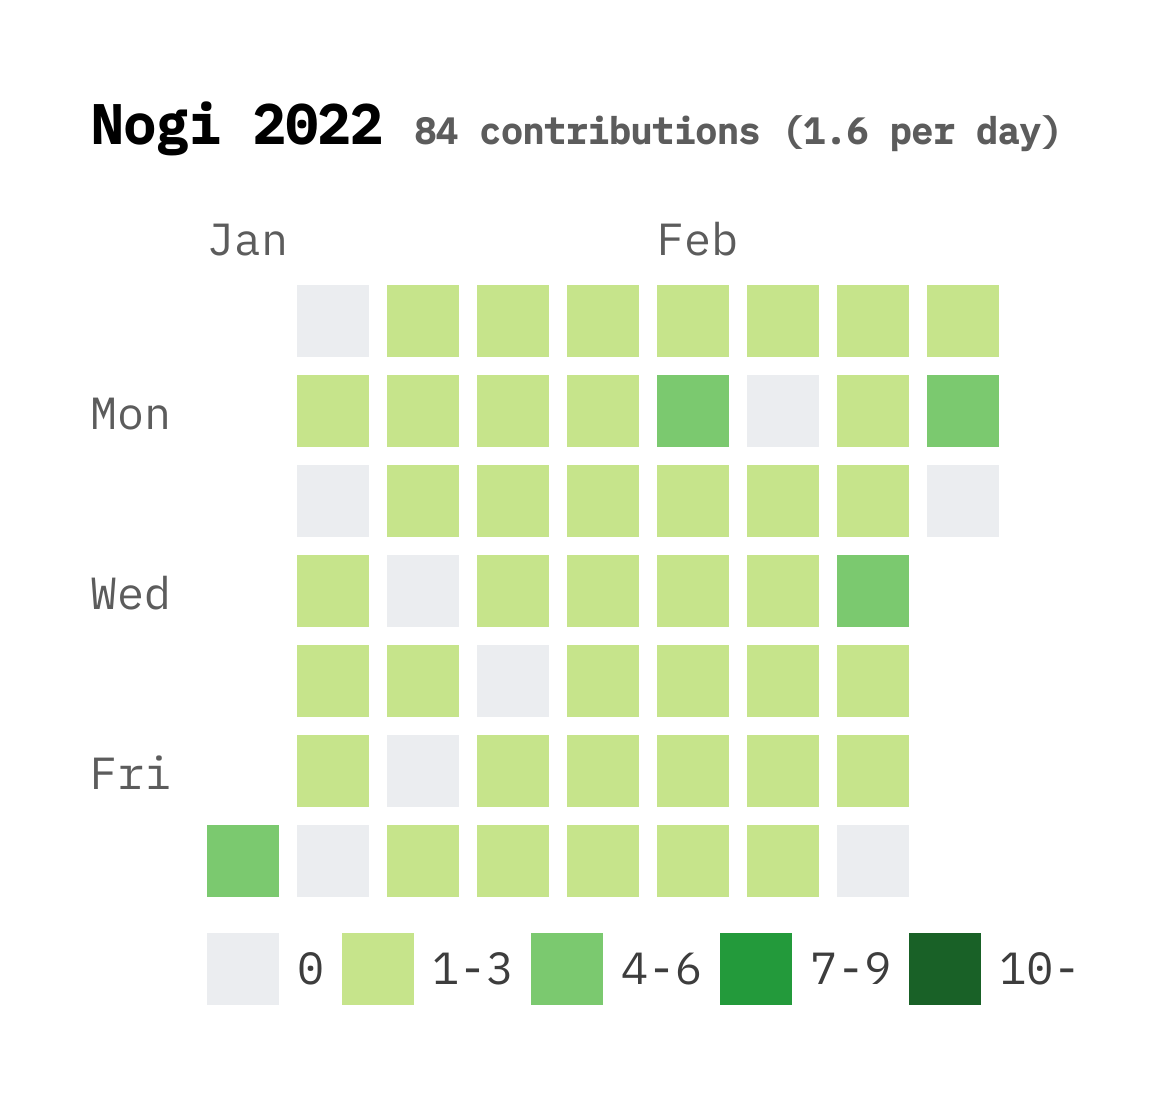 Nogi 2022 84 contributions (1.6 per day)
Jan Feb
Mon
Wed
Fri
0 1-3 4-6 7-9 10-